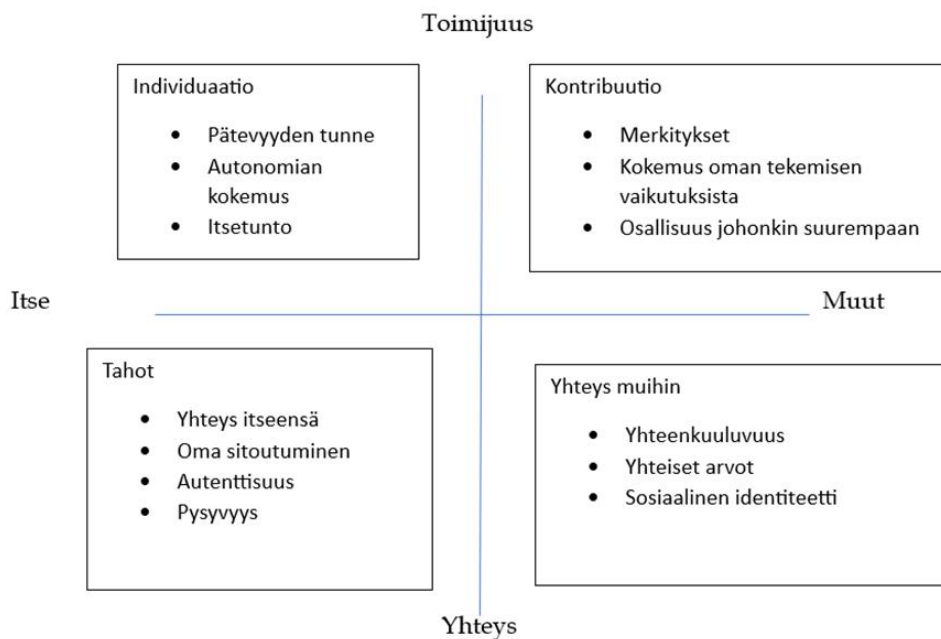 Toimijuus
Individuaatio
• Pätevyyden tunne
• Autonomian
kokemus
• Itsetunto
Kontribuutio
• Merkitykset
• Kokemus oman tekemisen
vaikutuksista
• Osallisuus johonkin suurempaan
Itse
Muut
Tahot
• Yhteys itseensä
• Oma sitoutuminen
• Autenttisuus
• Pysyvyys
Yhteys muihin
• Yhteenkuuluvuus
• Yhteiset arvot
• Sosiaalinen identiteetti
Yhteys